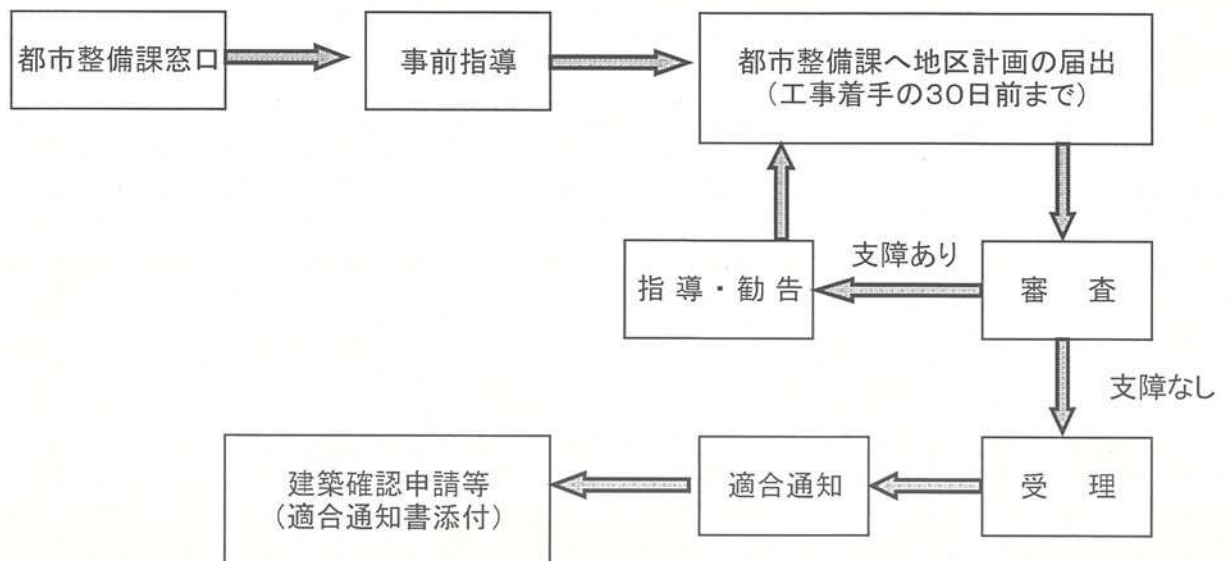 都市整備課窓口
事前指導
都市整備課へ地区計画の届出
(工事着手の30日前まで)
支障あり
指導・勧告
審　査
支障なし
建築確認申請等
(適合通知書添付)
適合通知
受　理